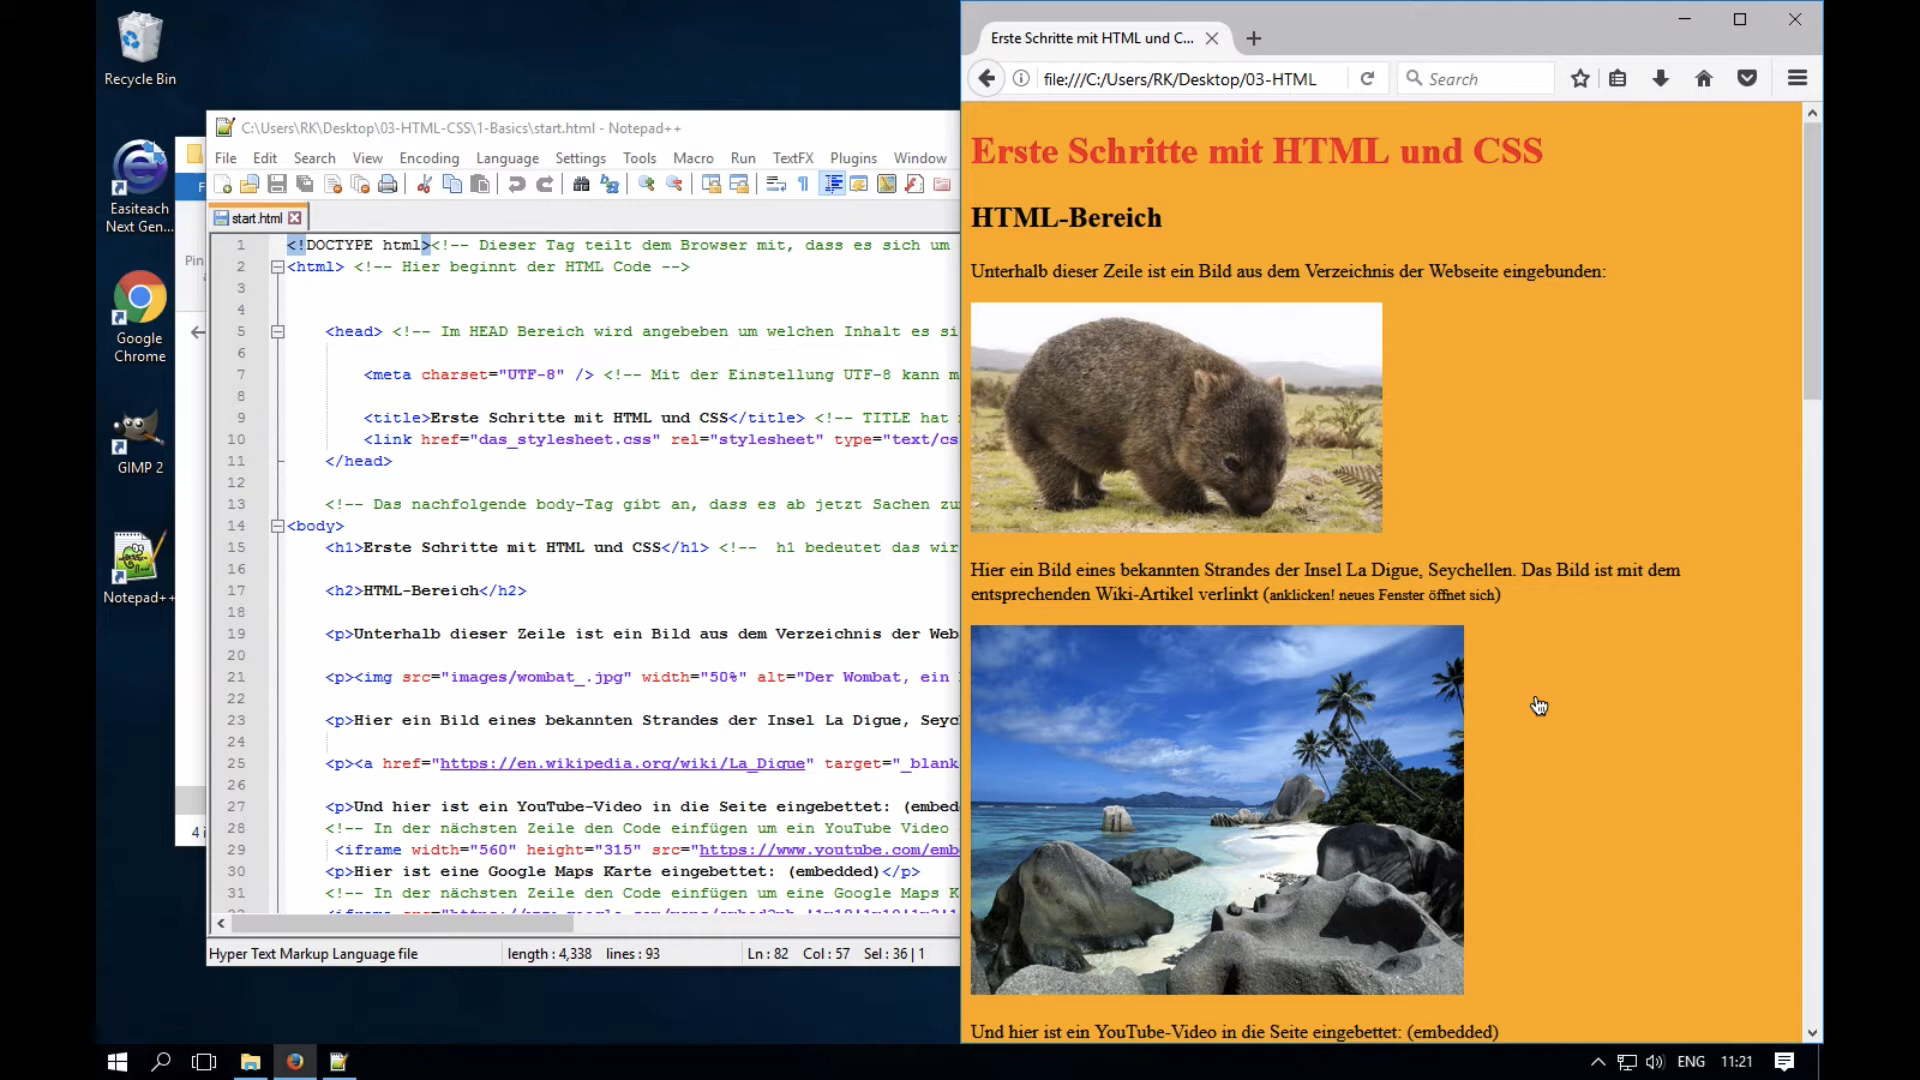 Recycle Bin
Easiteach
Next Gen...
Google
Chrome
GIMP 2
Notepad++
F
Pin
4 i
C:\Users\RK\Desktop\03-HTML-CSS\1-Basics\start.html - Notepad++
File Edit Search View Encoding Language Settings Tools Macro Run TextFX Plugins Window
start.html
1 <!DOCTYPE html><!-- Dieser Tag teilt dem Browser mit, dass es sich um
2 <html> <!-- Hier beginnt der HTML Code -->
3
4
5 <head> <!-- Im HEAD Bereich wird angebeben um welchen Inhalt es si
6
7 <meta charset="UTF-8" /> <!-- Mit der Einstellung UTF-8 kann m
8
9 <title>Erste Schritte mit HTML und CSS</title> <!-- TITLE hat
10 <link href="das_stylesheet.css" rel="stylesheet" type="text/cs
11 </head>
12
13 <!-- Das nachfolgende body-Tag gibt an, dass es ab jetzt Sachen zu
14 <body>
15 <h1>Erste Schritte mit HTML und CSS</h1> <!--  h1 bedeutet das wir
16
17 <h2>HTML-Bereich</h2>
18
19 <p>Unterhalb dieser Zeile ist ein Bild aus dem Verzeichnis der Web
20
21 <p><img src="images/wombat_.jpg" width="50%" alt="Der Wombat, ein
22
23 <p>Hier ein Bild eines bekannten Strandes der Insel La Digue, Seyc
24
25 <p><a href="https://en.wikipedia.org/wiki/La_Digue" target="_blank
26
27 <p>Und hier ist ein YouTube-Video in die Seite eingebettet: (embed
28 <!-- In der nächsten Zeile den Code einfügen um ein YouTube Video
29 <iframe width="560" height="315" src="https://www.youtube.com/emb
30 <p>Hier ist eine Google Maps Karte eingebettet: (embedded)</p>
31 <!-- In der nächsten Zeile den Code einfügen um eine Google Maps K
Hyper Text Markup Language file length : 4,338 lines : 93 Ln : 82 Col : 57 Sel : 36 | 1
Erste Schritte mit HTML und C...
file:///C:/Users/RK/Desktop/03-HTML
Search
Erste Schritte mit HTML und CSS
HTML-Bereich
Unterhalb dieser Zeile ist ein Bild aus dem Verzeichnis der Webseite eingebunden:
Hier ein Bild eines bekannten Strandes der Insel La Digue, Seychellen. Das Bild ist mit dem
entsprechenden Wiki-Artikel verlinkt (anklicken! neues Fenster öffnet sich)
Und hier ist ein YouTube-Video in die Seite eingebettet: (embedded)
ENG 11:21